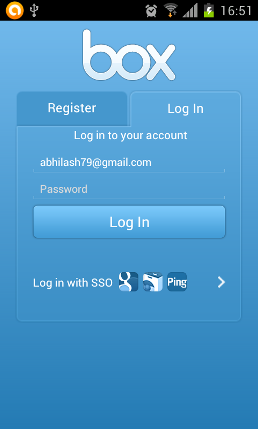 16:51
box
Register
Log In
Log in to your account
abhilash79@gmail.com
Password
Log In
Log in with SSO
Ping